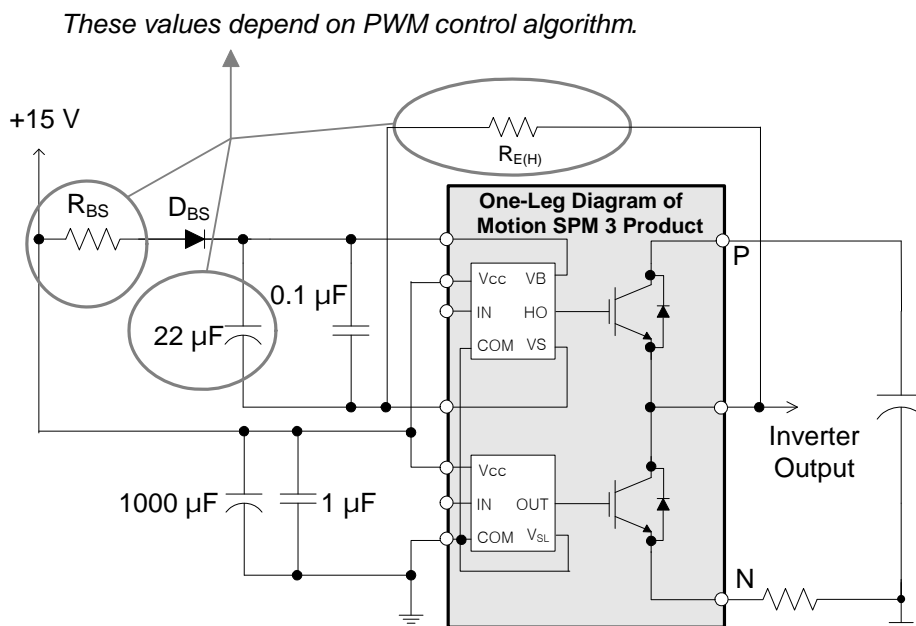 These values depend on PWM control algorithm.
+15 V
R_E(H)
R_BS
D_BS
One-Leg Diagram of
Motion SPM 3 Product
P
Vcc
VB
0.1 µF
IN
HO
22 µF
COM
VS
Inverter
Output
Vcc
1000 µF
1 µF
IN
OUT
COM
V_SL
N